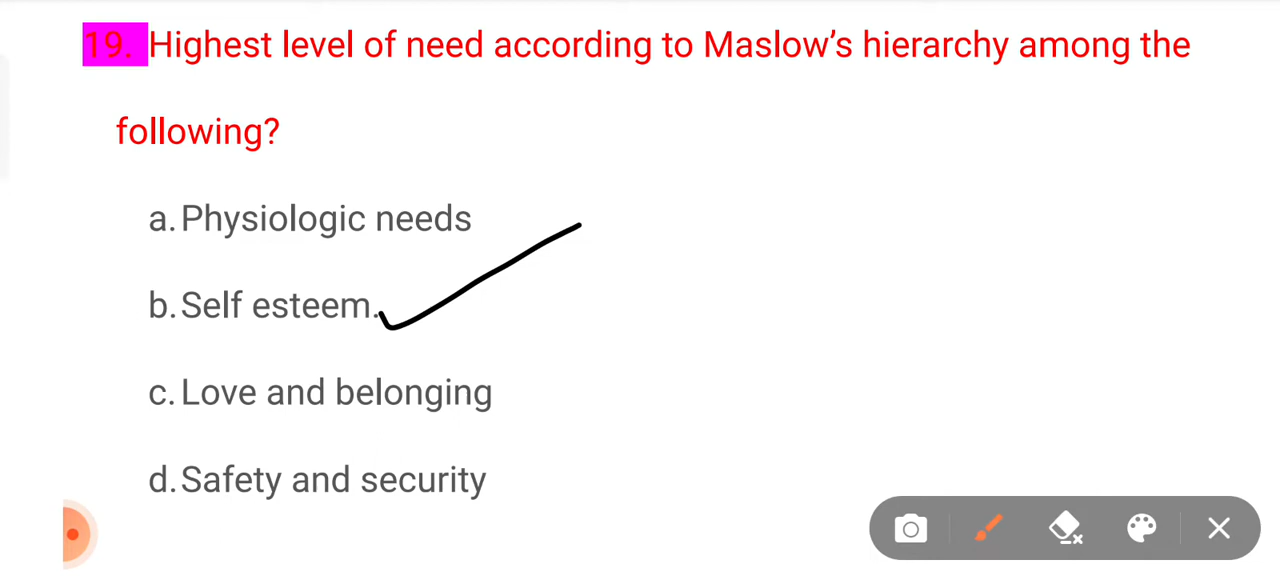 19. Highest level of need according to Maslow’s hierarchy among the
following?
a. Physiologic needs
b. Self esteem.
c. Love and belonging
d. Safety and security